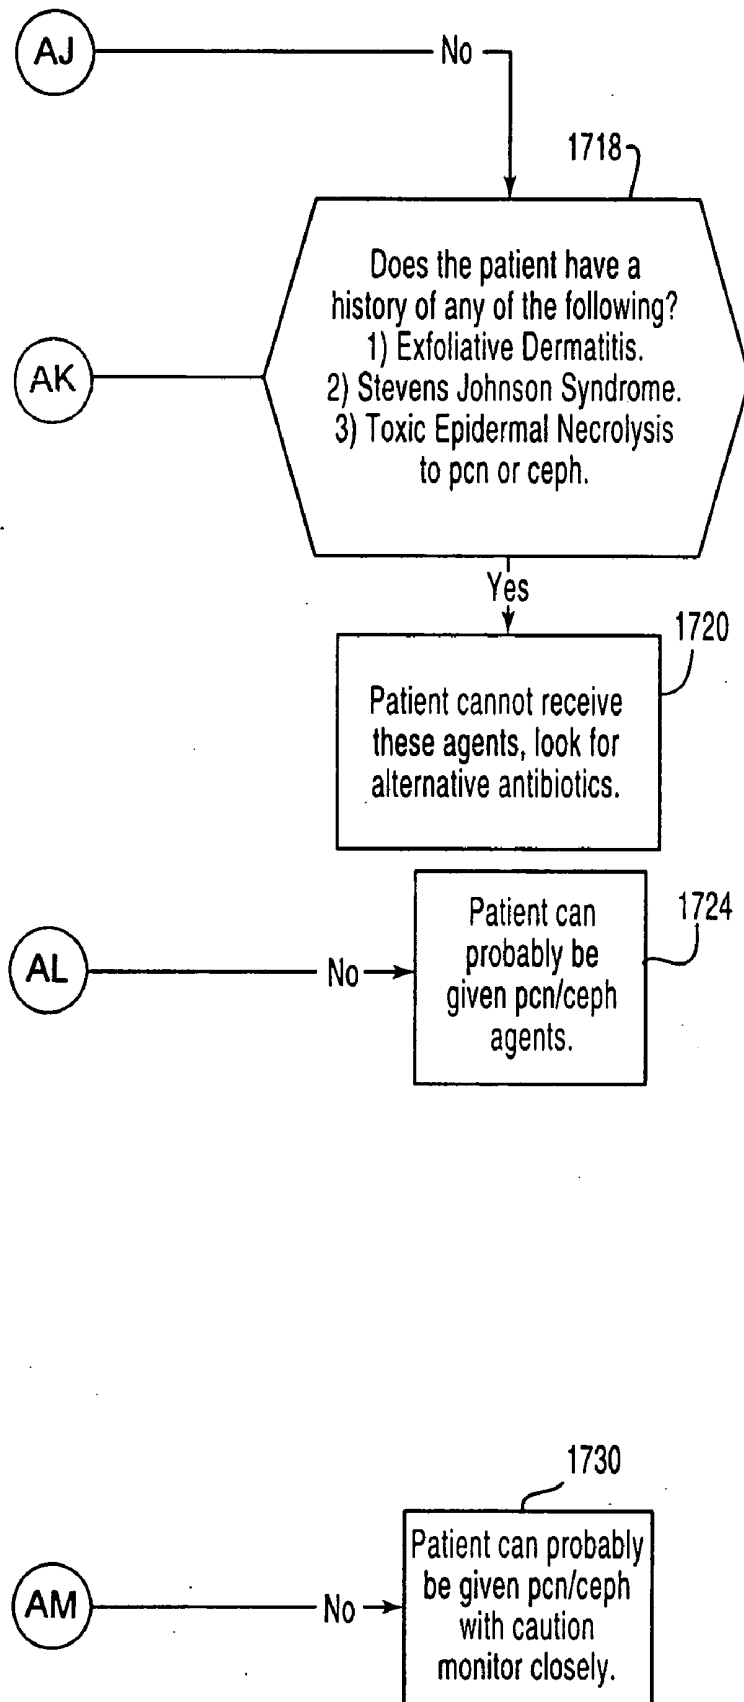 AJ
No
1718
Does the patient have a
history of any of the following?
1) Exfoliative Dermatitis.
2) Stevens Johnson Syndrome.
3) Toxic Epidermal Necrolysis
to pcn or ceph.
AK
Yes
1720
Patient cannot receive
these agents, look for
alternative antibiotics.
1724
Patient can
probably be
given pcn/ceph
agents.
AL
No
1730
Patient can probably
be given pcn/ceph
with caution
monitor closely.
AM
No